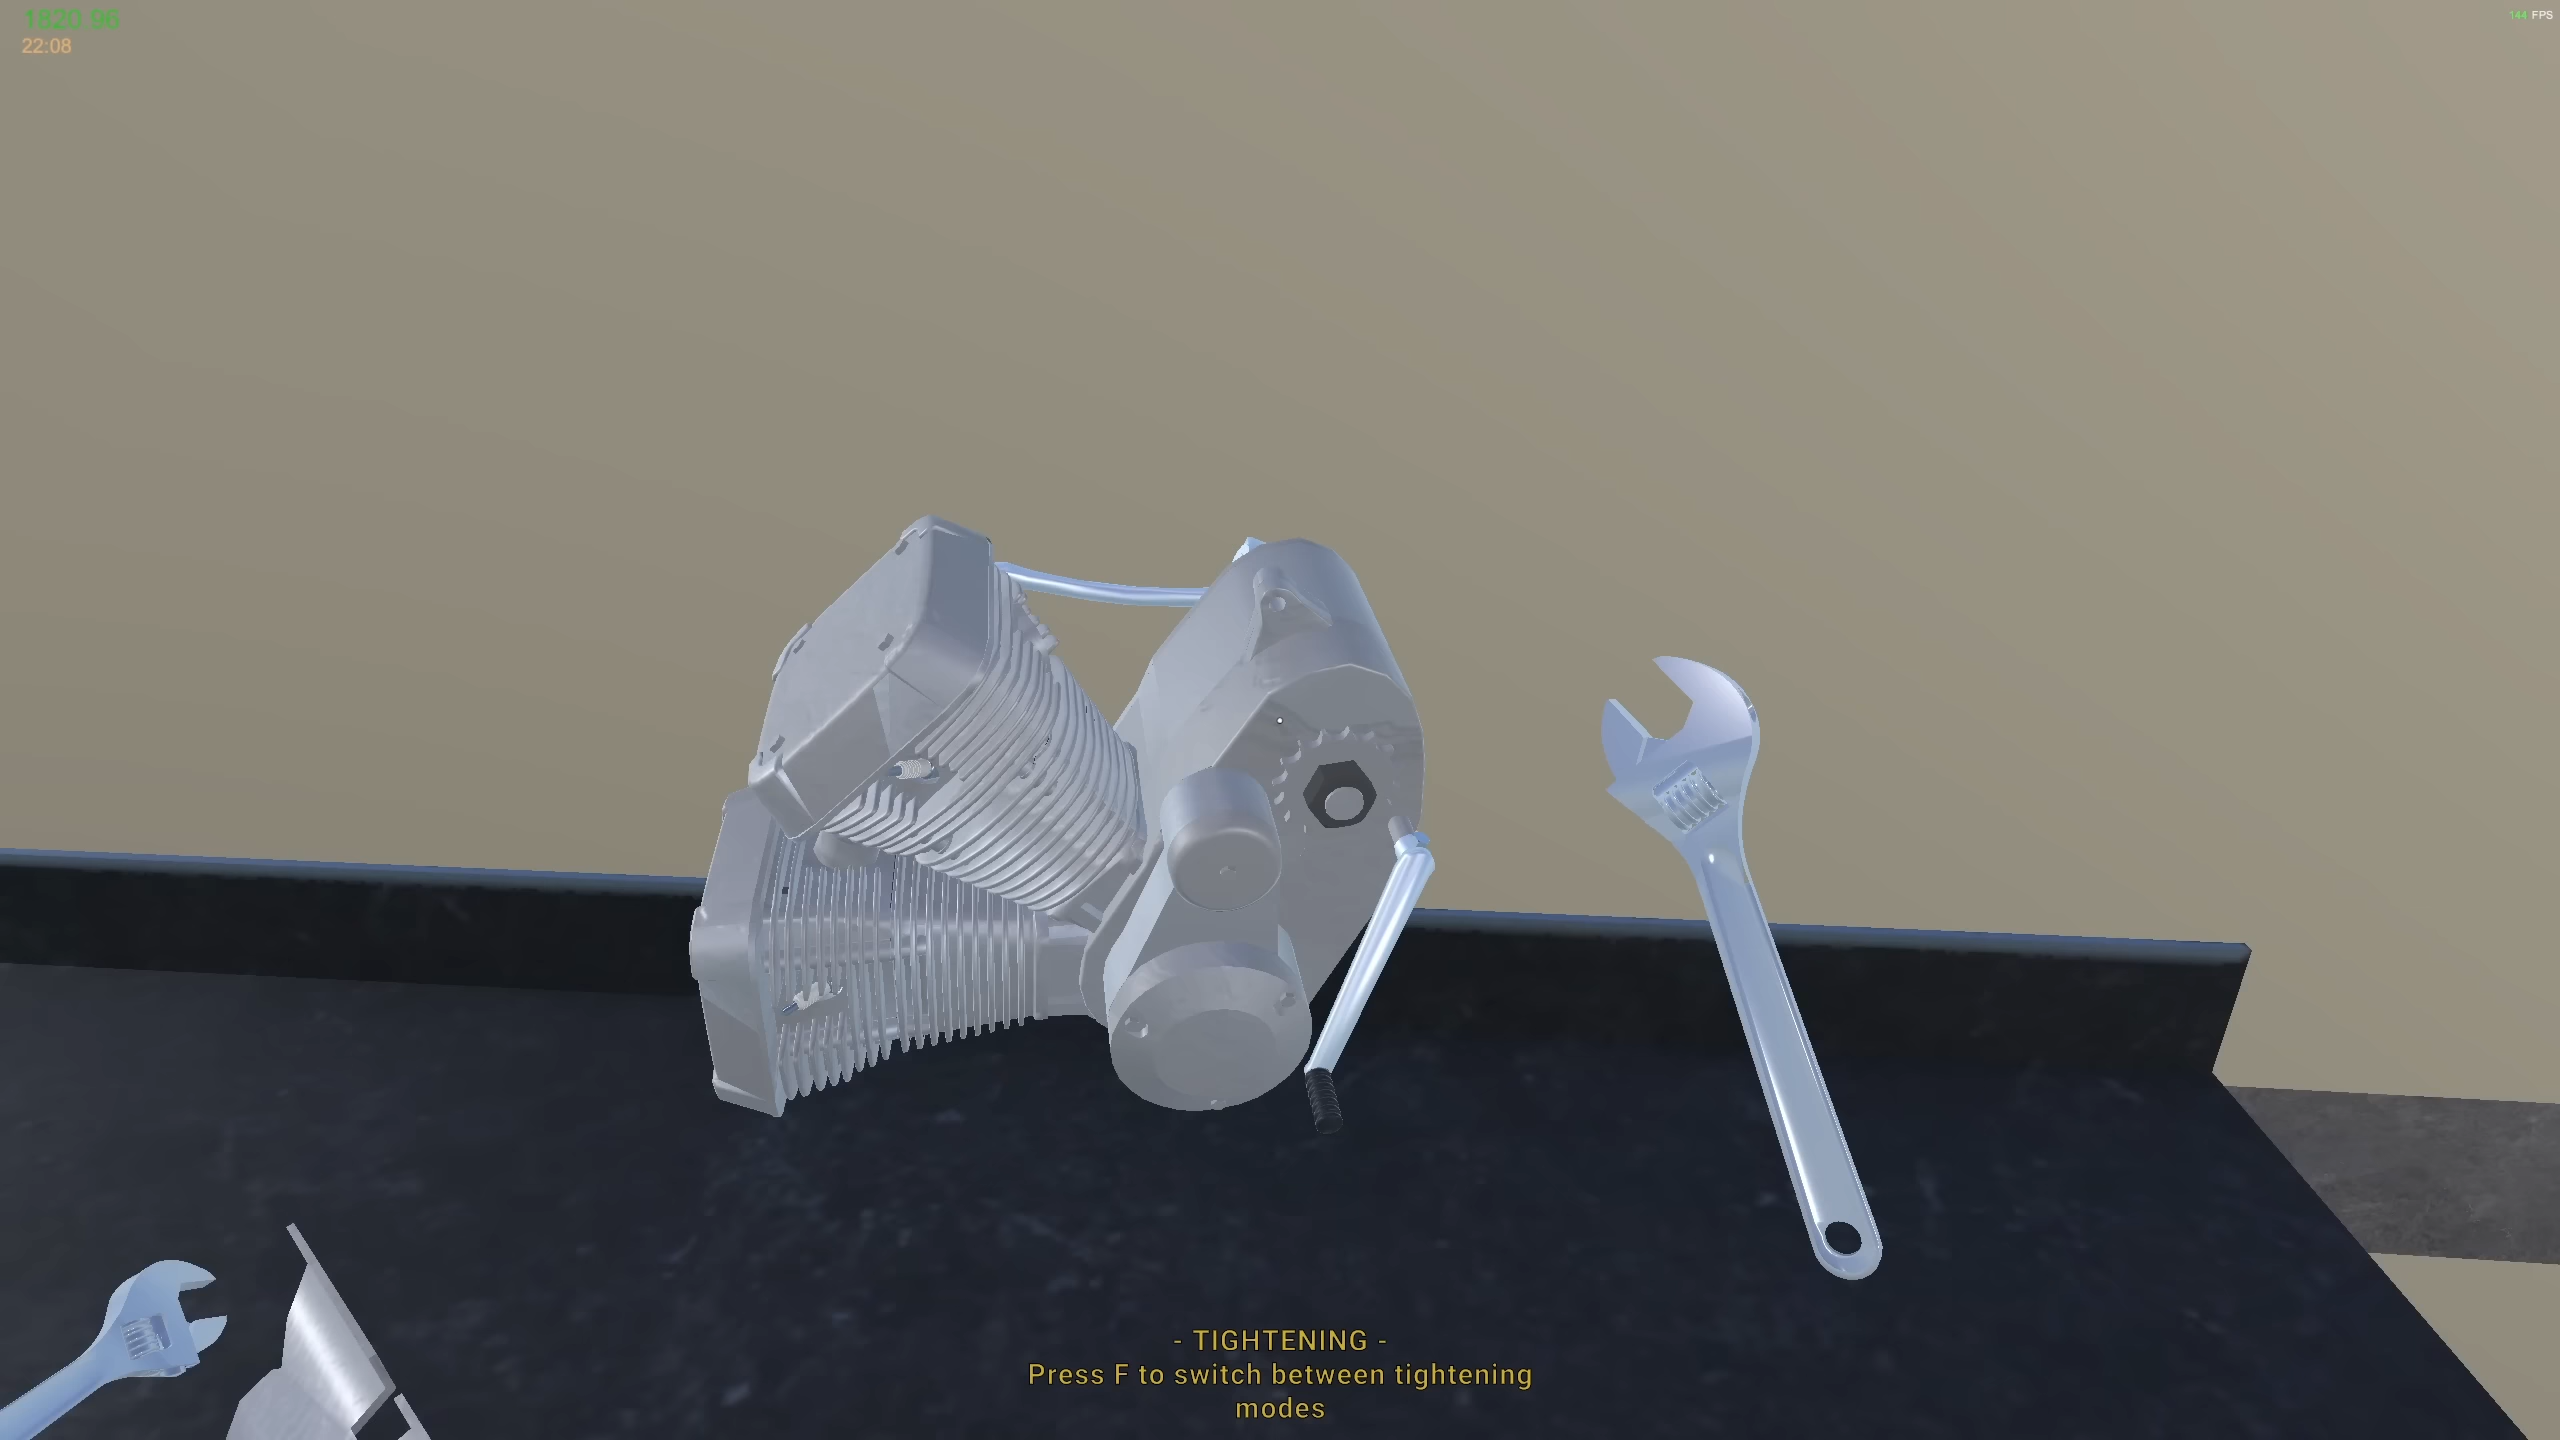 1820.96
144 FPS
22:08
- TIGHTENING -
Press F to switch between tightening
modes